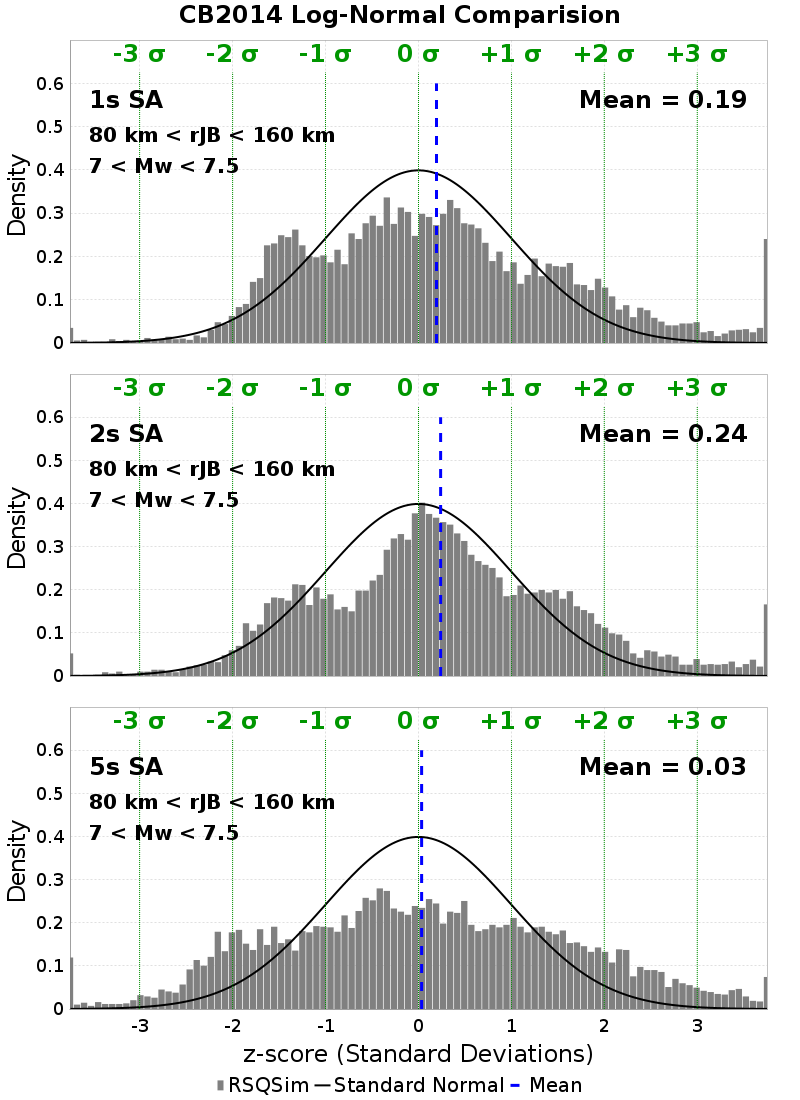 CB2014 Log-Normal Comparision
-3 σ -2 σ -1 σ 0 σ +1 σ +2 σ +3 σ
0.6
1s SA Mean = 0.19
0.5
80 km < rJB < 160 km
7 < Mw < 7.5
0.4
Density
0.3
0.2
0.1
0
-3 σ -2 σ -1 σ 0 σ +1 σ +2 σ +3 σ
0.6
2s SA Mean = 0.24
0.5
80 km < rJB < 160 km
7 < Mw < 7.5
0.4
Density
0.3
0.2
0.1
0
-3 σ -2 σ -1 σ 0 σ +1 σ +2 σ +3 σ
0.6
5s SA Mean = 0.03
0.5
80 km < rJB < 160 km
7 < Mw < 7.5
0.4
Density
0.3
0.2
0.1
0
-3 -2 -1 0 1 2 3
z-score (Standard Deviations)
RSQSim Standard Normal Mean